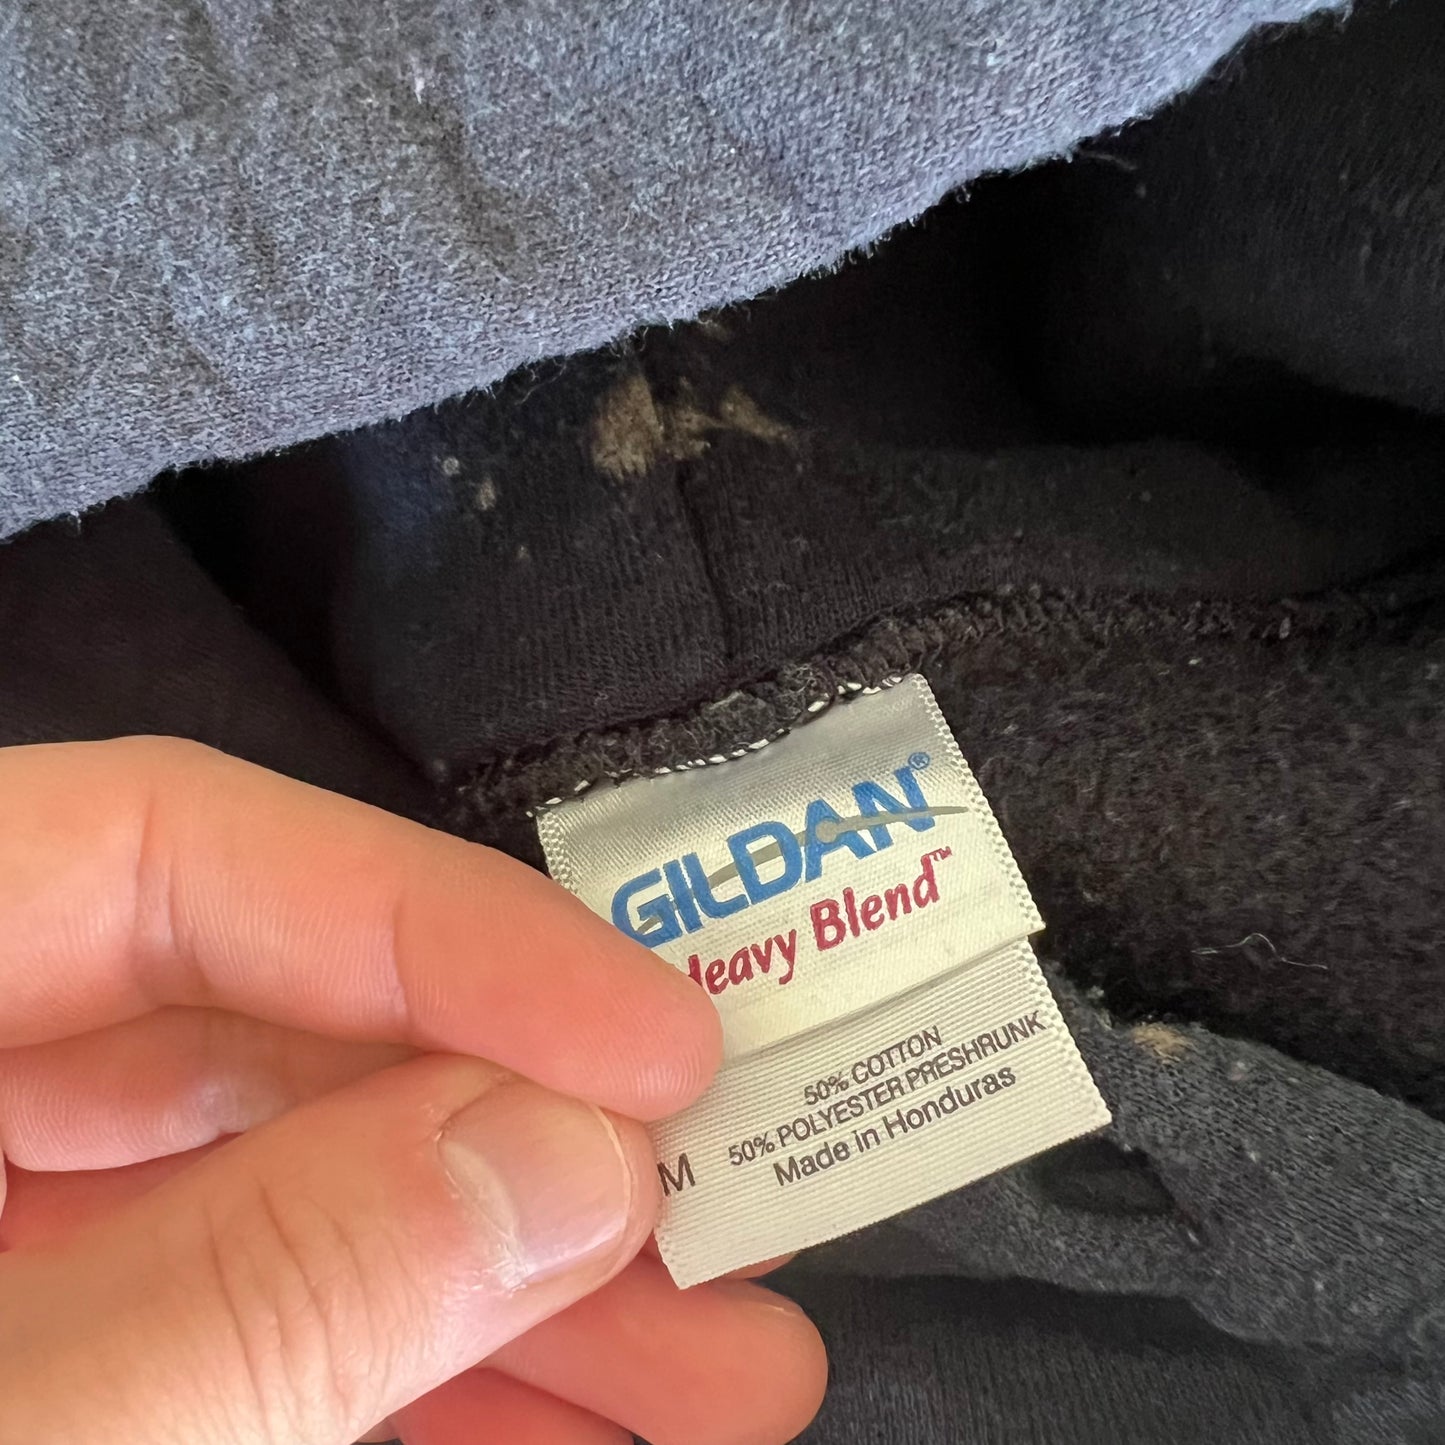 GILDAN®
Heavy Blend™
50% COTTON
50% POLYESTER PRESHRUNK
M Made in Honduras